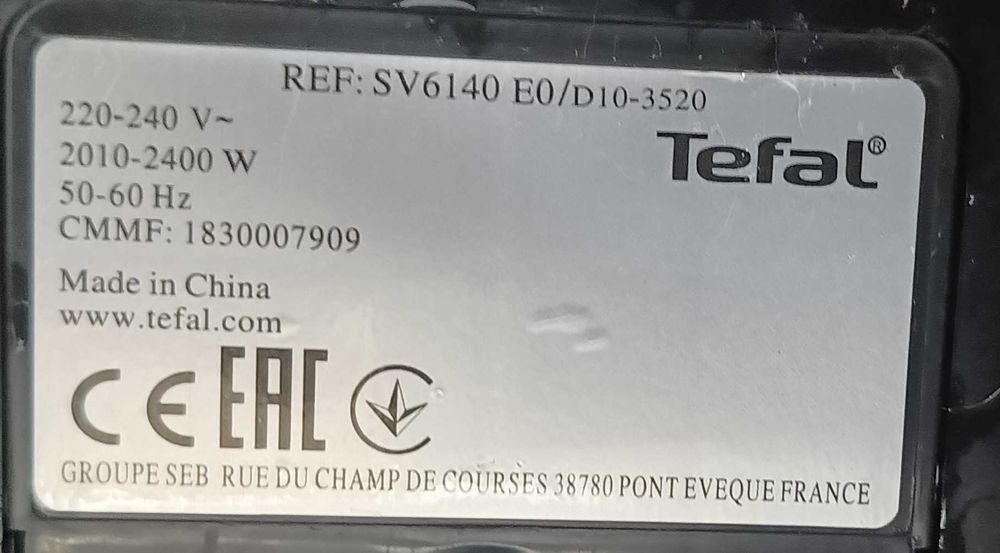 REF: SV6140 E0/D10-3520
220-240 V~
2010-2400 W
50-60 Hz
CMMF: 1830007909
Tefal®
Made in China
www.tefal.com
CE EAC
GROUPE SEB RUE DU CHAMP DE COURSES 38780 PONT EVEQUE FRANCE